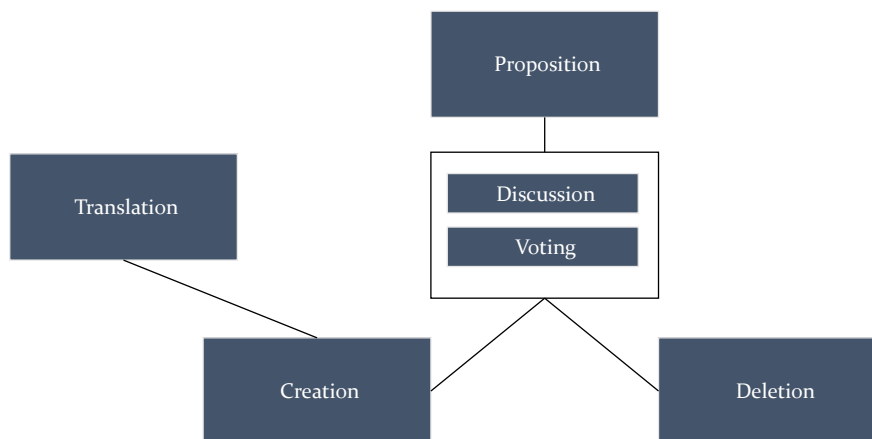 Proposition
Discussion
Translation
Voting
Creation
Deletion